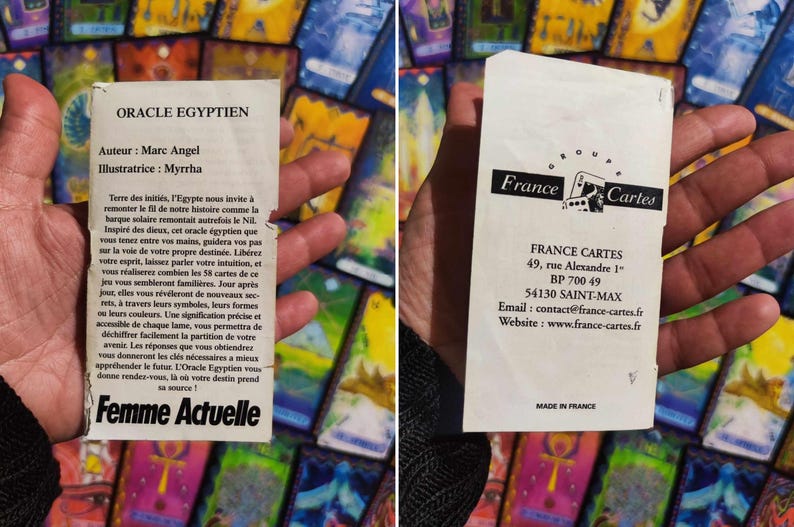 ORACLE EGYPTIEN
Auteur : Marc Angel
Illustratrice : Myrrha
Terre des initiés, l'Egypte nous invite à
remonter le fil de notre histoire comme la
barque solaire remontait autrefois le Nil.
Inspiré des dieux, cet oracle égyptien que
vous tenez entre vos mains, guidera vos pas
sur la voie de votre propre destinée. Libérez
votre esprit, laissez parler votre intuition, et
vous réaliserez combien les 58 cartes de ce
jeu vous sembleront familières. Jour après
jour, elles vous révéleront de nouveaux sec-
rets, à travers leurs symboles, leurs formes
ou leurs couleurs. Une signification précise et
accessible de chaque lame, vous permettra de
déchiffrer facilement la partition de votre
avenir. Les réponses que vous obtiendrez
vous donneront les clés nécessaires a mieux
appréhender le futur. L'Oracle Egyptien vous
donne rendez-vous, là où votre destin prend
sa source !
Femme Actuelle
GROUPE
France Cartes
FRANCE CARTES
49, rue Alexandre 1er
BP 700 49
54130 SAINT-MAX
Email : contact@france-cartes.fr
Website : www.france-cartes.fr
MADE IN FRANCE